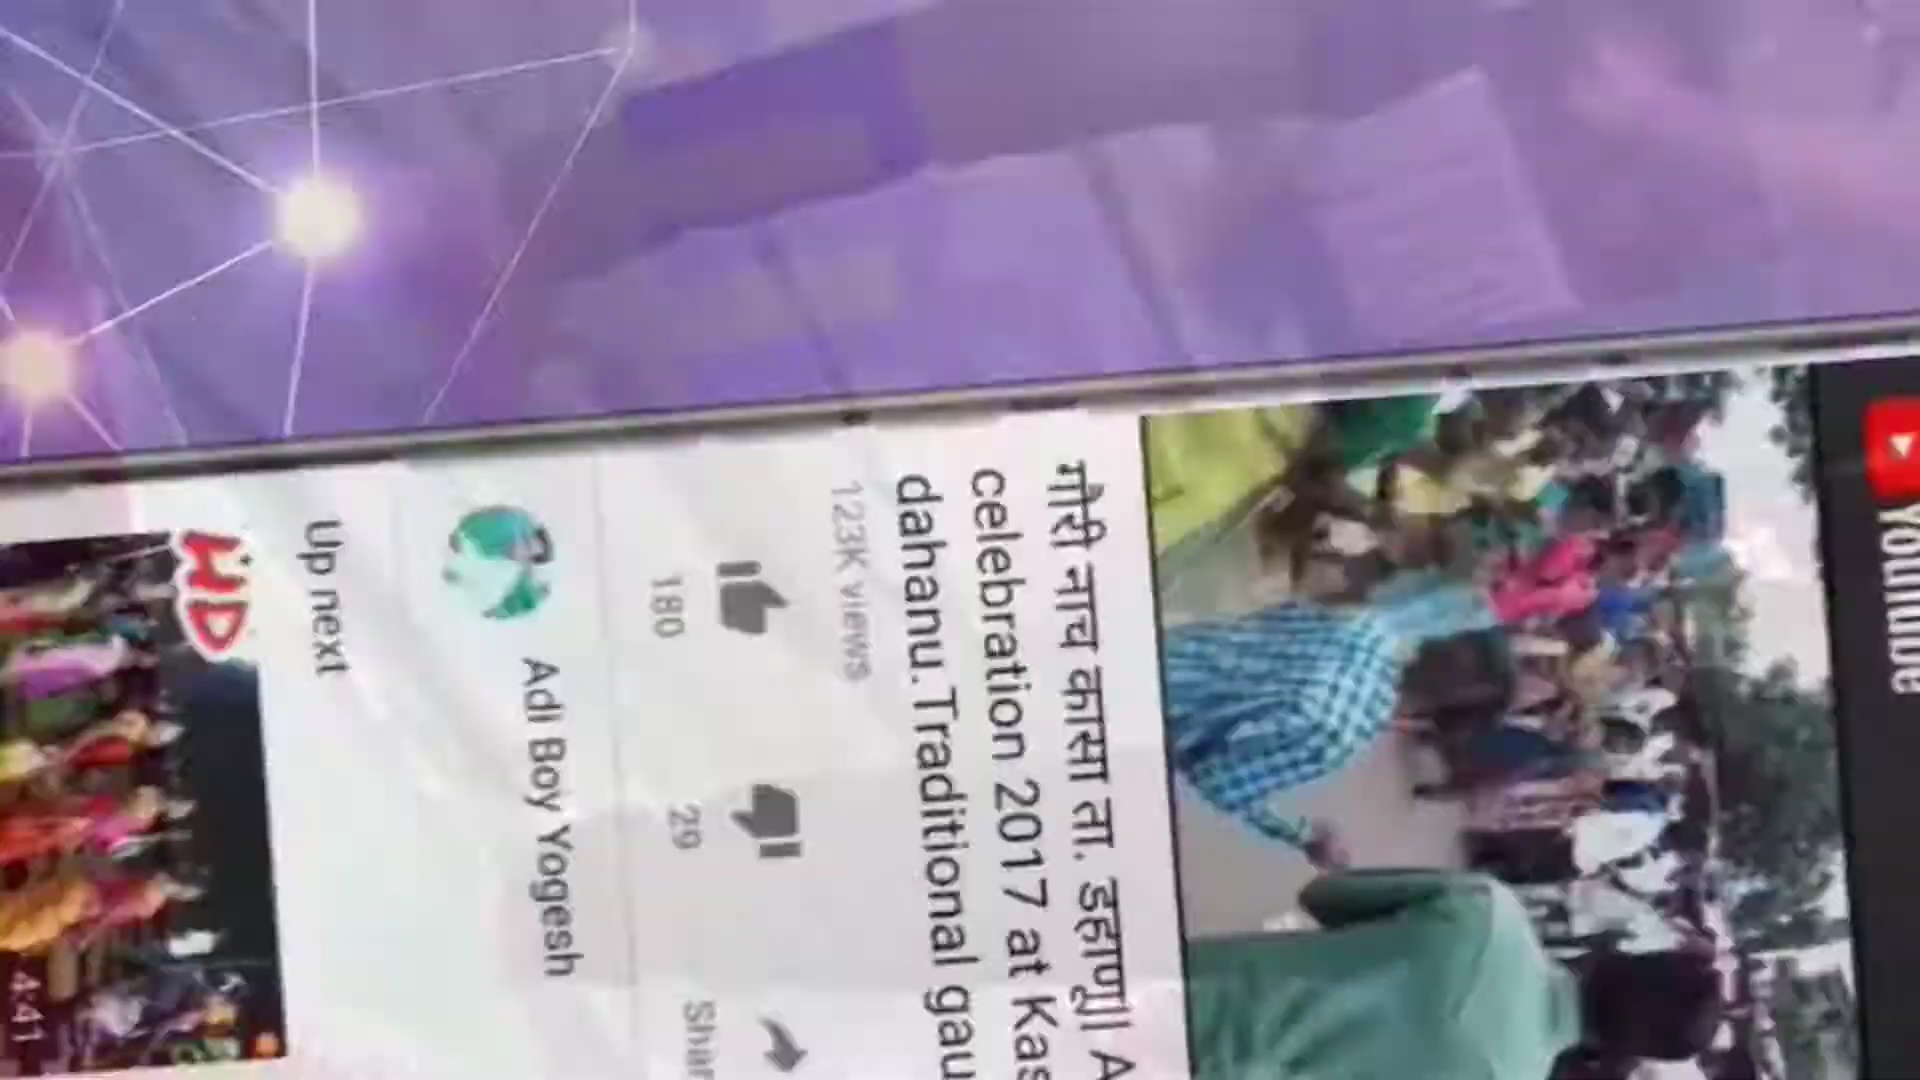 YouTube
गौरी नाच कासा ता. डहाणू| A
celebration 2017 at Kas
dahanu.Traditional gau
123K views
180
29
Shar
Adi Boy Yogesh
Up next
HD
4:41